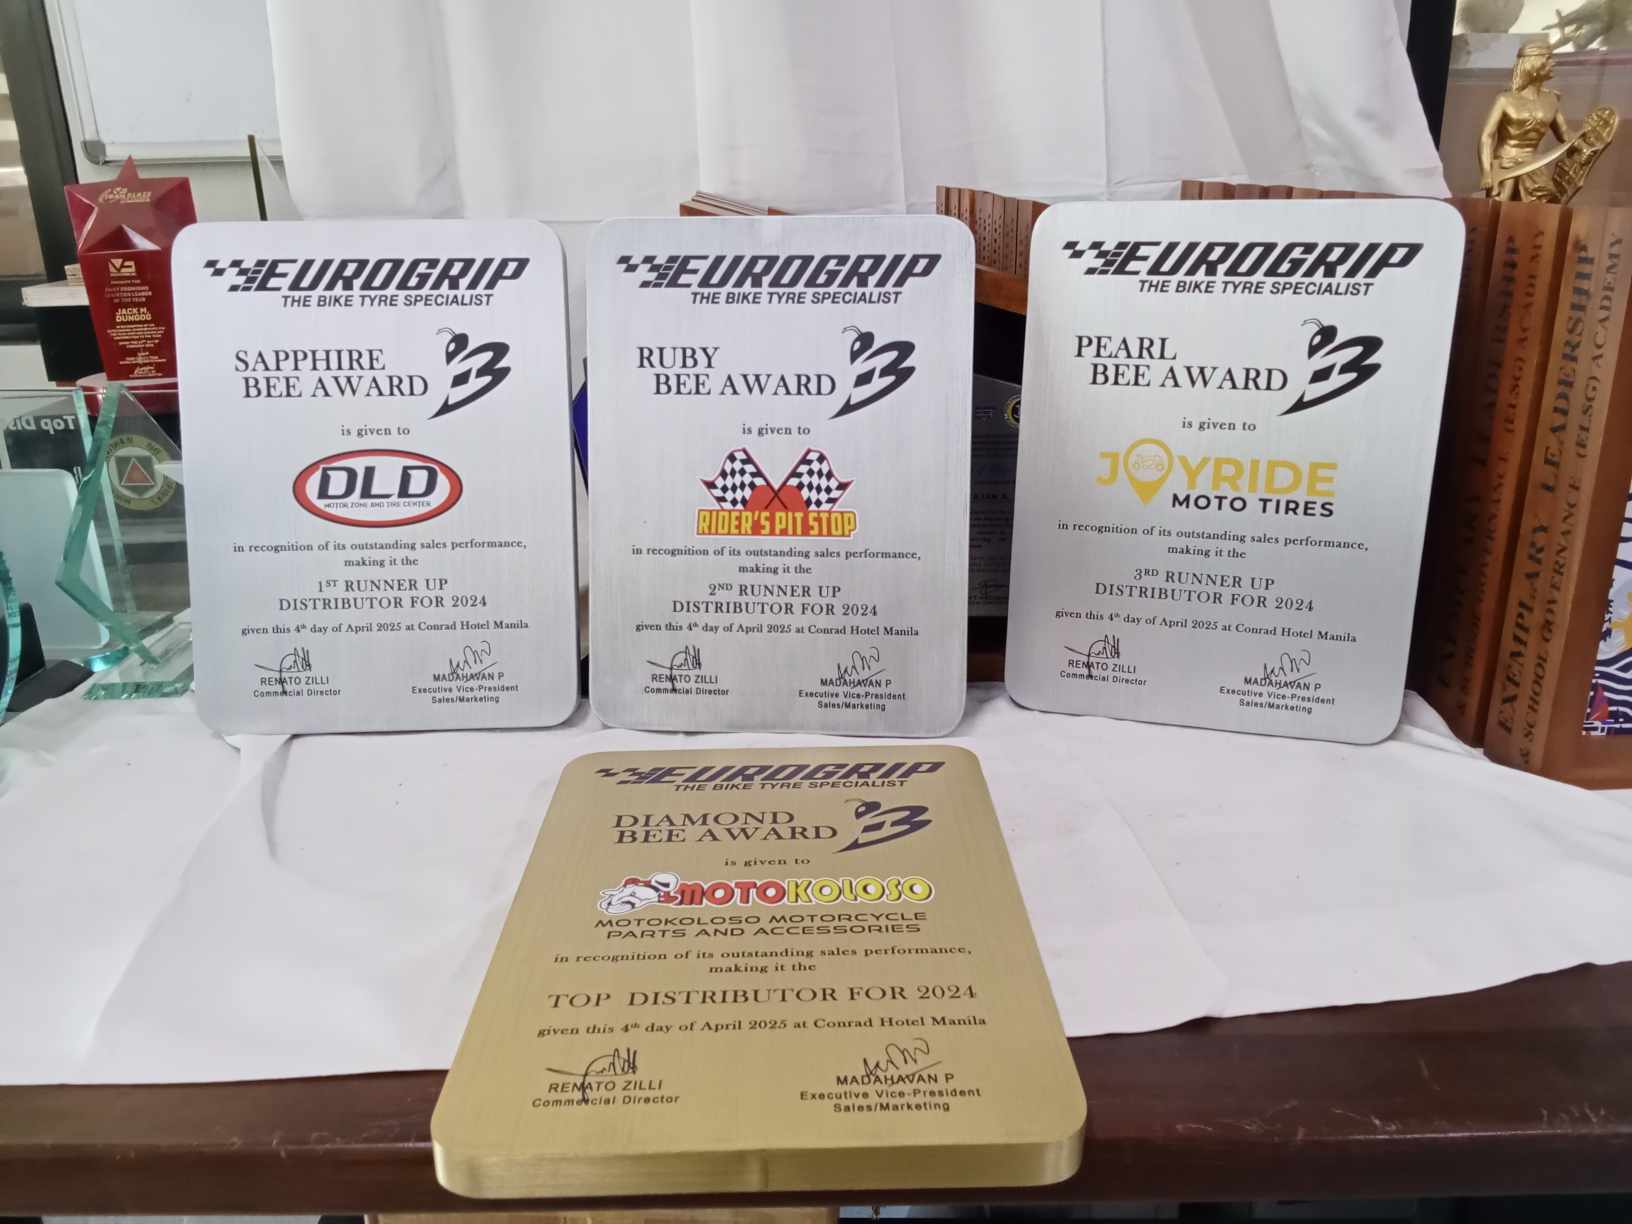 EUROGRIP
THE BIKE TYRE SPECIALIST
SAPPHIRE
BEE AWARD
is given to
DLD
MOTOR ZONE AND TIRE CENTER
in recognition of its outstanding sales performance,
making it the
1ST RUNNER UP
DISTRIBUTOR FOR 2024
given this 4th day of April 2025 at Conrad Hotel Manila
RENATO ZILLI
Commercial Director
MADAHAVAN P
Executive Vice-President
Sales/Marketing
EUROGRIP
THE BIKE TYRE SPECIALIST
RUBY
BEE AWARD
is given to
RIDER'S PIT STOP
in recognition of its outstanding sales performance,
making it the
2ND RUNNER UP
DISTRIBUTOR FOR 2024
given this 4th day of April 2025 at Conrad Hotel Manila
RENATO ZILLI
Commercial Director
MADAHAVAN P
Executive Vice-President
Sales/Marketing
EUROGRIP
THE BIKE TYRE SPECIALIST
PEARL
BEE AWARD
is given to
JOYRIDE
MOTO TIRES
in recognition of its outstanding sales performance,
making it the
3RD RUNNER UP
DISTRIBUTOR FOR 2024
given this 4th day of April 2025 at Conrad Hotel Manila
RENATO ZILLI
Commercial Director
MADAHAVAN P
Executive Vice-President
Sales/Marketing
EUROGRIP
THE BIKE TYRE SPECIALIST
DIAMOND
BEE AWARD
is given to
MOTOKOLOSO
MOTOKOLOSO MOTORCYCLE
PARTS AND ACCESSORIES
in recognition of its outstanding sales performance,
making it the
TOP DISTRIBUTOR FOR 2024
given this 4th day of April 2025 at Conrad Hotel Manila
RENATO ZILLI
Commercial Director
MADAHAVAN P
Executive Vice-President
Sales/Marketing
JACK M.
DUNGOG
EXEMPLARY LEADERSHIP
& SCHOOL GOVERNANCE (ELSG) ACADEMY
EXEMPLARY LEADERSHIP
& SCHOOL GOVERNANCE (ELSG) ACADEMY